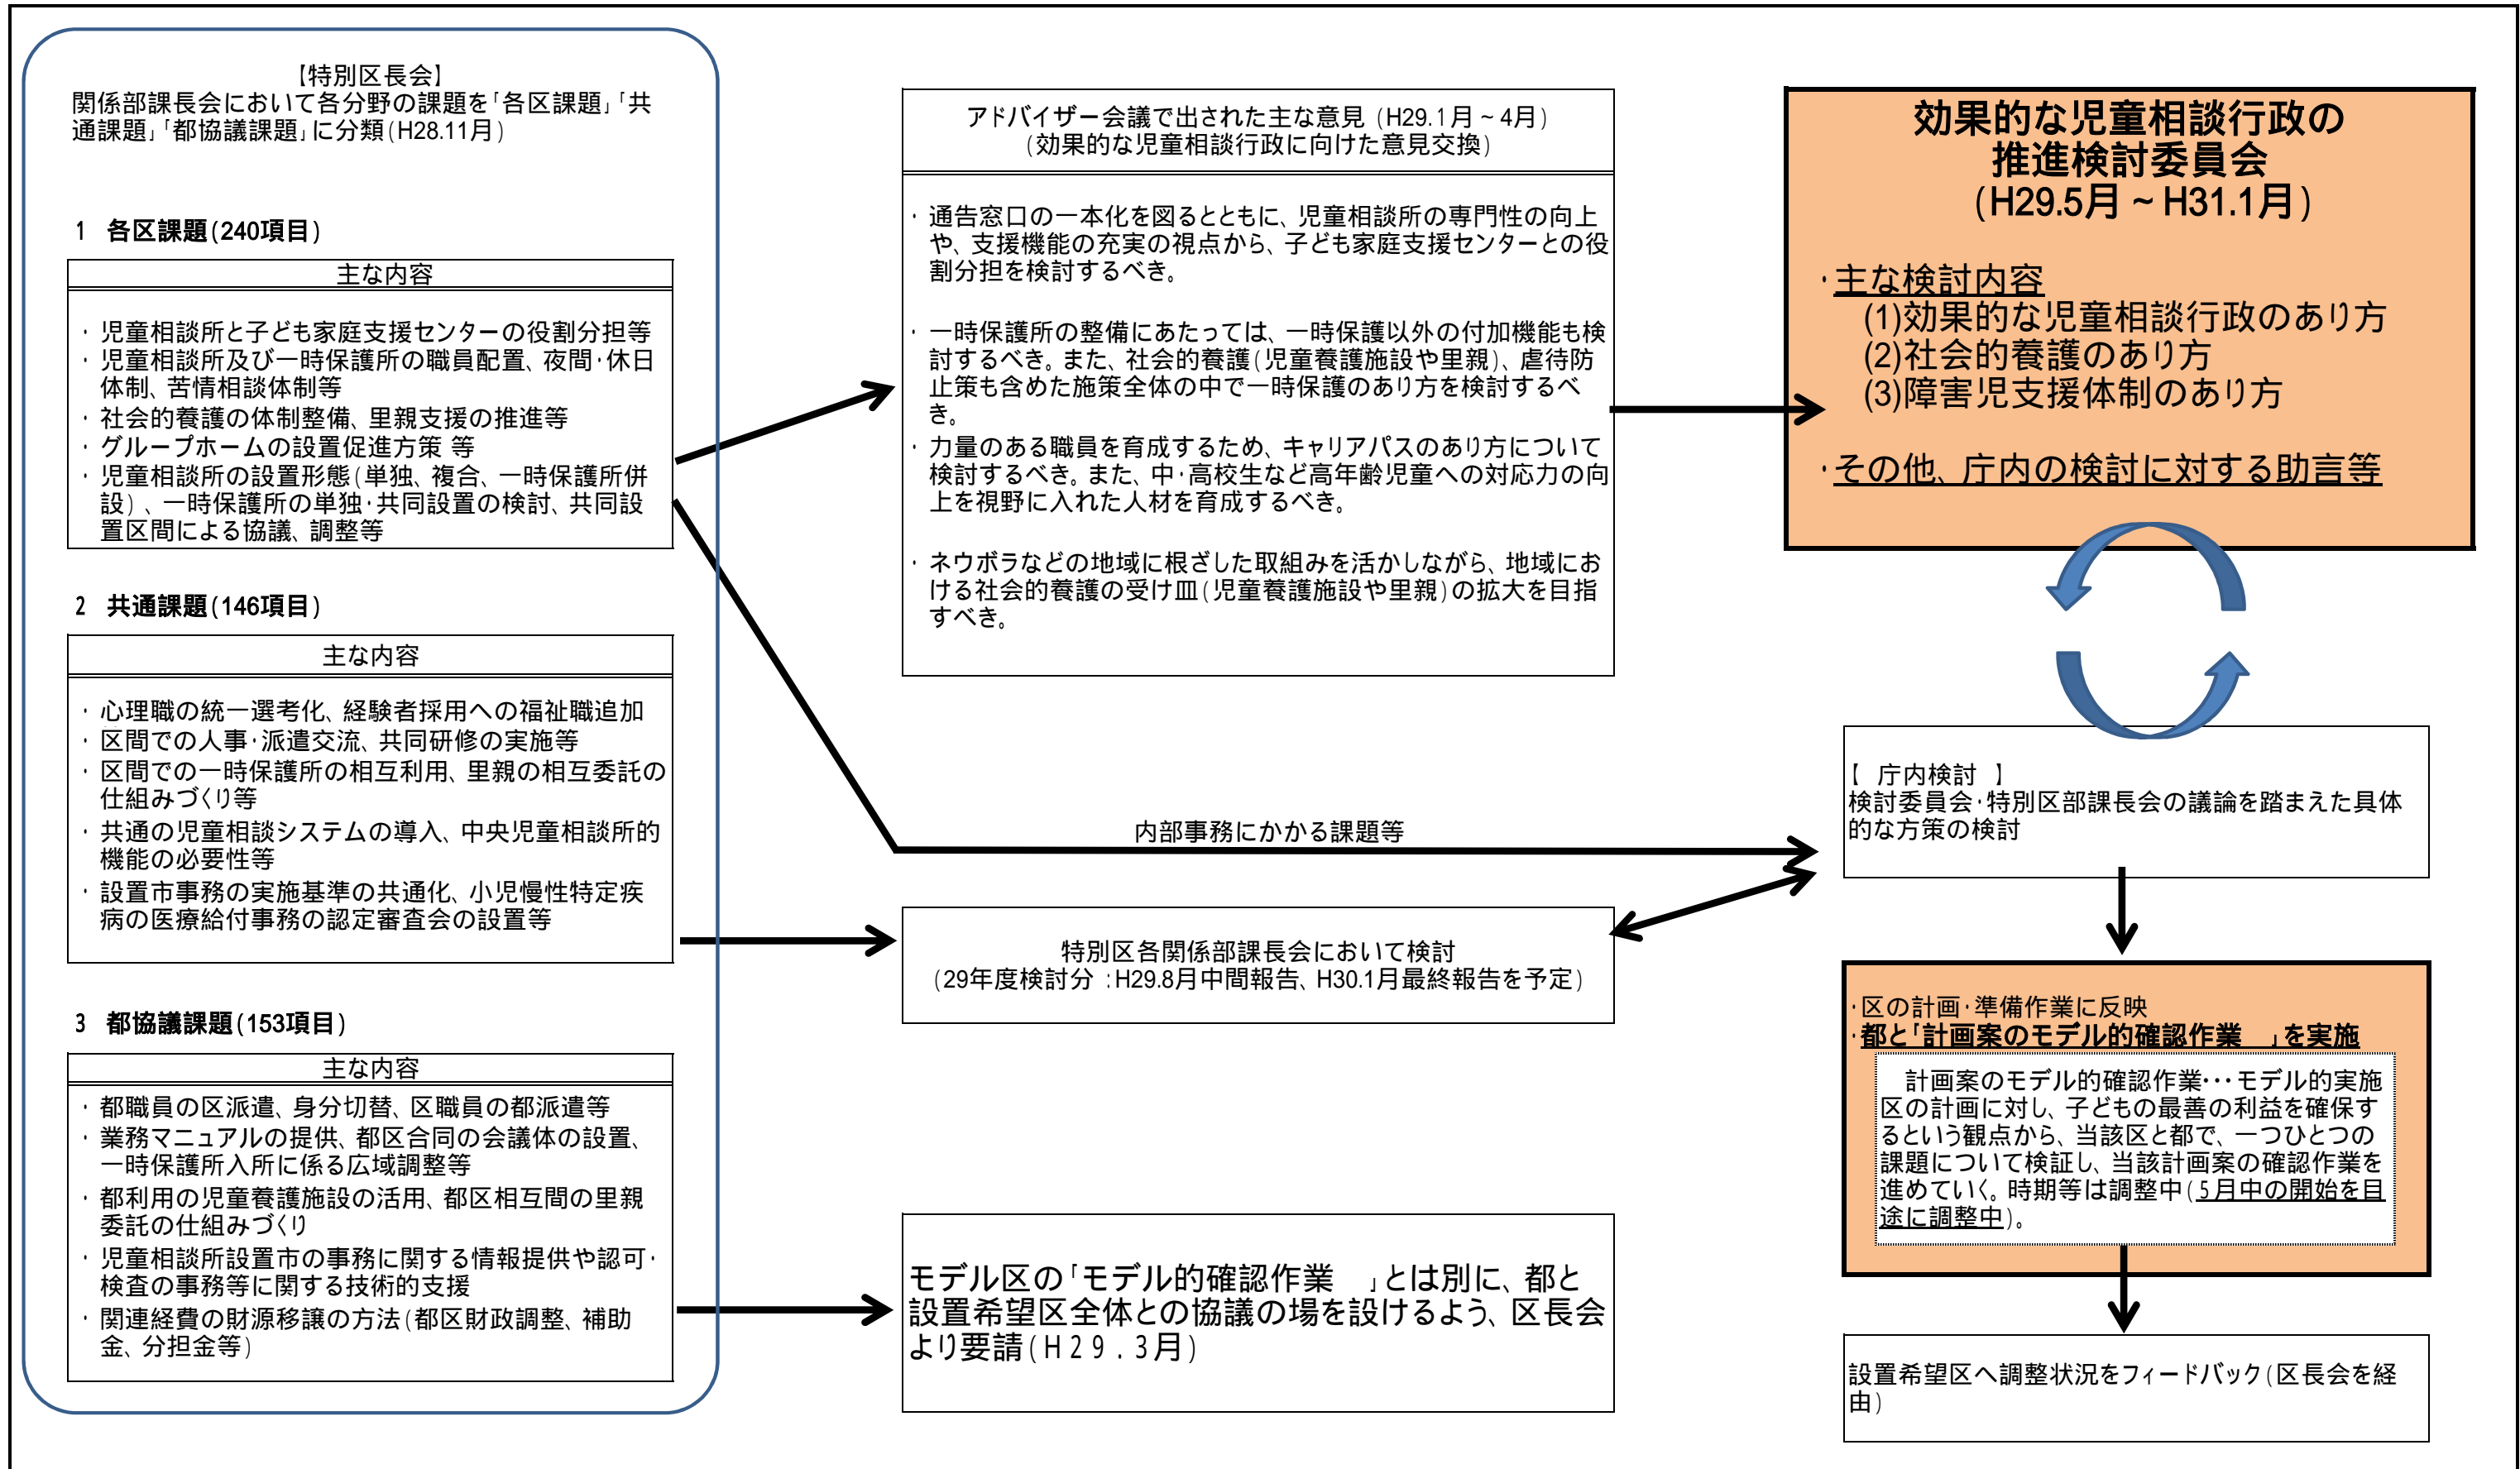 【特別区長会】
関係部課長会において各分野の課題を「各区課題」「共
通課題」「都協議課題」に分類(H28.11月)
1 各区課題(240項目)
主な内容
・ 児童相談所と子ども家庭支援センターの役割分担等
・ 児童相談所及び一時保護所の職員配置、夜間・休日
体制、苦情相談体制等
・ 社会的養護の体制整備、里親支援の推進等
・ グループホームの設置促進方策 等
・ 児童相談所の設置形態(単独、複合、一時保護所併
設)、一時保護所の単独・共同設置の検討、共同設
置区間による協議、調整等
2 共通課題(146項目)
主な内容
・ 心理職の統一選考化、経験者採用への福祉職追加
・ 区間での人事・派遣交流、共同研修の実施等
・ 区間での一時保護所の相互利用、里親の相互委託の
仕組みづくり等
・ 共通の児童相談システムの導入、中央児童相談所的
機能の必要性等
・ 設置市事務の実施基準の共通化、小児慢性特定疾
病の医療給付事務の認定審査会の設置等
3 都協議課題(153項目)
主な内容
・ 都職員の区派遣、身分切替、区職員の都派遣等
・ 業務マニュアルの提供、都区合同の会議体の設置、
一時保護所入所に係る広域調整等
・ 都利用の児童養護施設の活用、都区相互間の里親
委託の仕組みづくり
・ 児童相談所設置市の事務に関する情報提供や認可・
検査の事務等に関する技術的支援
・ 関連経費の財源移譲の方法(都区財政調整、補助
金、分担金等)
アドバイザー会議で出された主な意見(H29.1月~4月)
(効果的な児童相談行政に向けた意見交換)
・ 通告窓口の一本化を図るとともに、児童相談所の専門性の向上
や、支援機能の充実の視点から、子ども家庭支援センターとの役
割分担を検討するべき。
・ 一時保護所の整備にあたっては、一時保護以外の付加機能も検
討するべき。また、社会的養護(児童養護施設や里親)、虐待防
止策も含めた施策全体の中で一時保護のあり方を検討するべ
き。
・ 力量のある職員を育成するため、キャリアパスのあり方について
検討するべき。また、中・高校生など高年齢児童への対応力の向
上を視野に入れた人材を育成するべき。
・ ネウボラなどの地域に根ざした取組みを活かしながら、地域にお
ける社会的養護の受け皿(児童養護施設や里親)の拡大を目指
すべき。
内部事務にかかる課題等
特別区各関係部課長会において検討
(29年度検討分:H29.8月中間報告、H30.1月最終報告を予定)
モデル区の「モデル的確認作業 」とは別に、都と
設置希望区全体との協議の場を設けるよう、区長会
より要請(H29.3月)
効果的な児童相談行政の
推進検討委員会
(H29.5月~H31.1月)
・主な検討内容
(1)効果的な児童相談行政のあり方
(2)社会的養護のあり方
(3)障害児支援体制のあり方
・その他、庁内の検討に対する助言等
【 庁内検討 】
検討委員会・特別区部課長会の議論を踏まえた具体
的な方策の検討
・区の計画・準備作業に反映
・都と「計画案のモデル的確認作業 」を実施
計画案のモデル的確認作業・・・モデル的実施
区の計画に対し、子どもの最善の利益を確保す
るという観点から、当該区と都で、一つひとつの
課題について検証し、当該計画案の確認作業を
進めていく。時期等は調整中(5月中の開始を目
途に調整中)。
設置希望区へ調整状況をフィードバック(区長会を経
由)